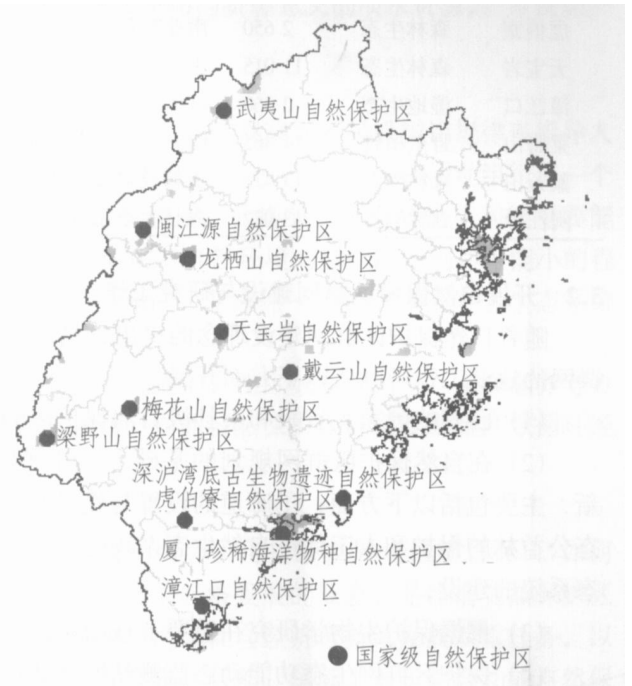 武夷山自然保护区
闽江源自然保护区
龙栖山自然保护区
天宝岩自然保护区
戴云山自然保护区
梅花山自然保护区
梁野山自然保护区
深沪湾底古生物遗迹自然保护区
虎伯寮自然保护区
厦门珍稀海洋物种自然保护区
漳江口自然保护区
国家级自然保护区